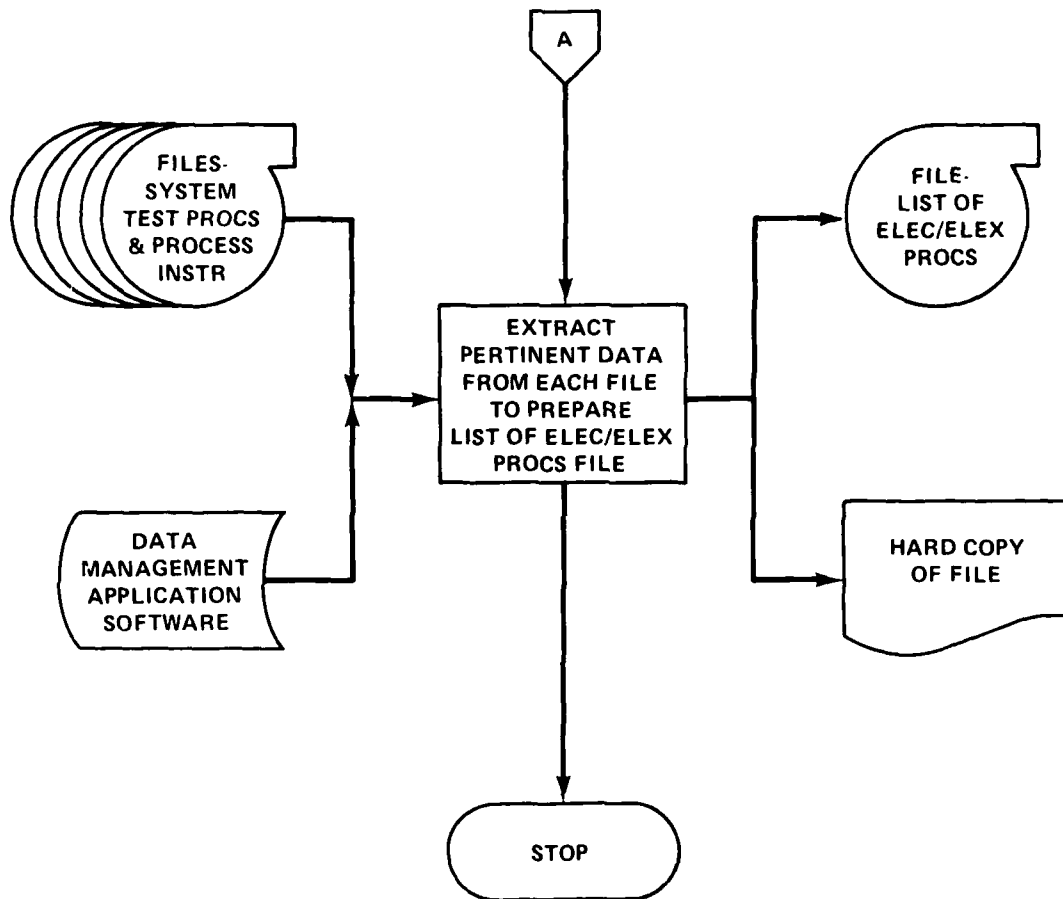 A
FILES-
SYSTEM
TEST PROCS
& PROCESS
INSTR
FILE-
LIST OF
ELEC/ELEX
PROCS
EXTRACT
PERTINENT DATA
FROM EACH FILE
TO PREPARE
LIST OF ELEC/ELEX
PROCS FILE
DATA
MANAGEMENT
APPLICATION
SOFTWARE
HARD COPY
OF FILE
STOP